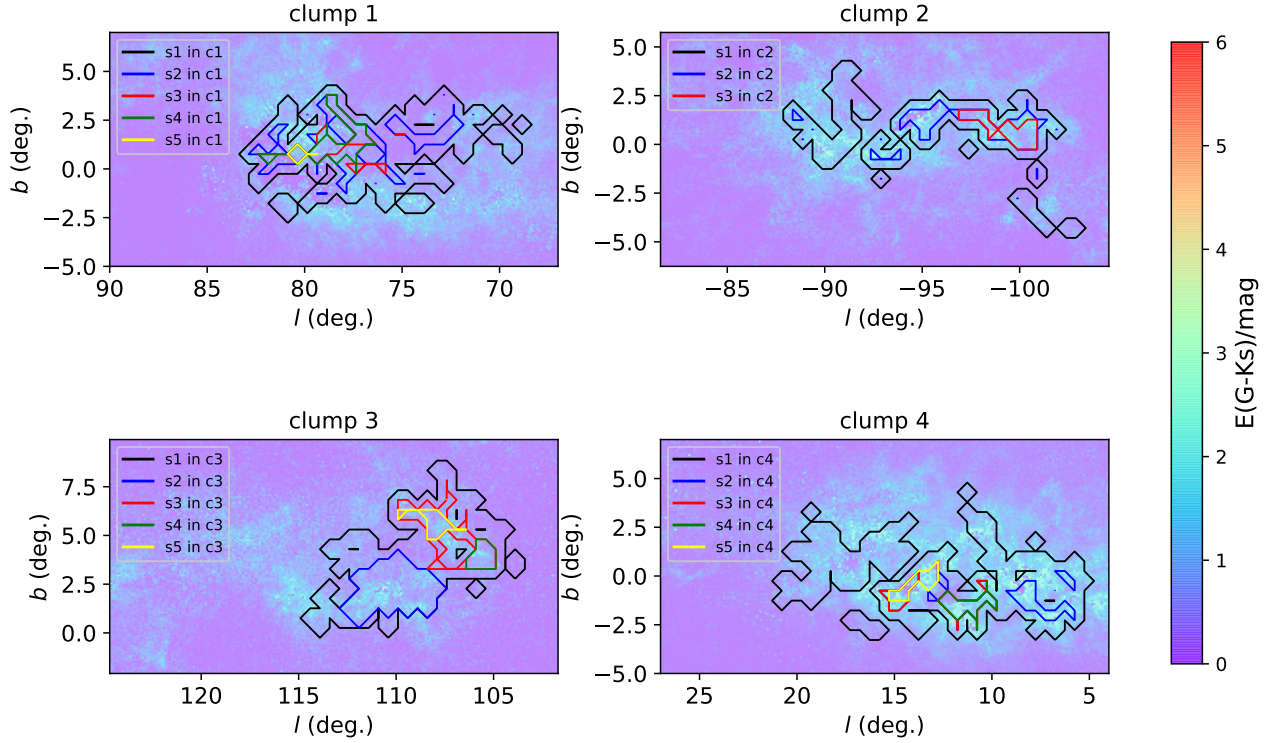 clump 1
s1 in c1
s2 in c1
s3 in c1
s4 in c1
s5 in c1
5.0
2.5
0.0
−2.5
−5.0
b (deg.)
90 85 80 75 70
l (deg.)
clump 2
s1 in c2
s2 in c2
s3 in c2
5.0
2.5
0.0
−2.5
−5.0
b (deg.)
−85 −90 −95 −100
l (deg.)
clump 3
s1 in c3
s2 in c3
s3 in c3
s4 in c3
s5 in c3
7.5
5.0
2.5
0.0
b (deg.)
120 115 110 105
l (deg.)
clump 4
s1 in c4
s2 in c4
s3 in c4
s4 in c4
s5 in c4
5.0
2.5
0.0
−2.5
−5.0
b (deg.)
25 20 15 10 5
l (deg.)
6
5
4
3
2
1
0
E(G-Ks)/mag